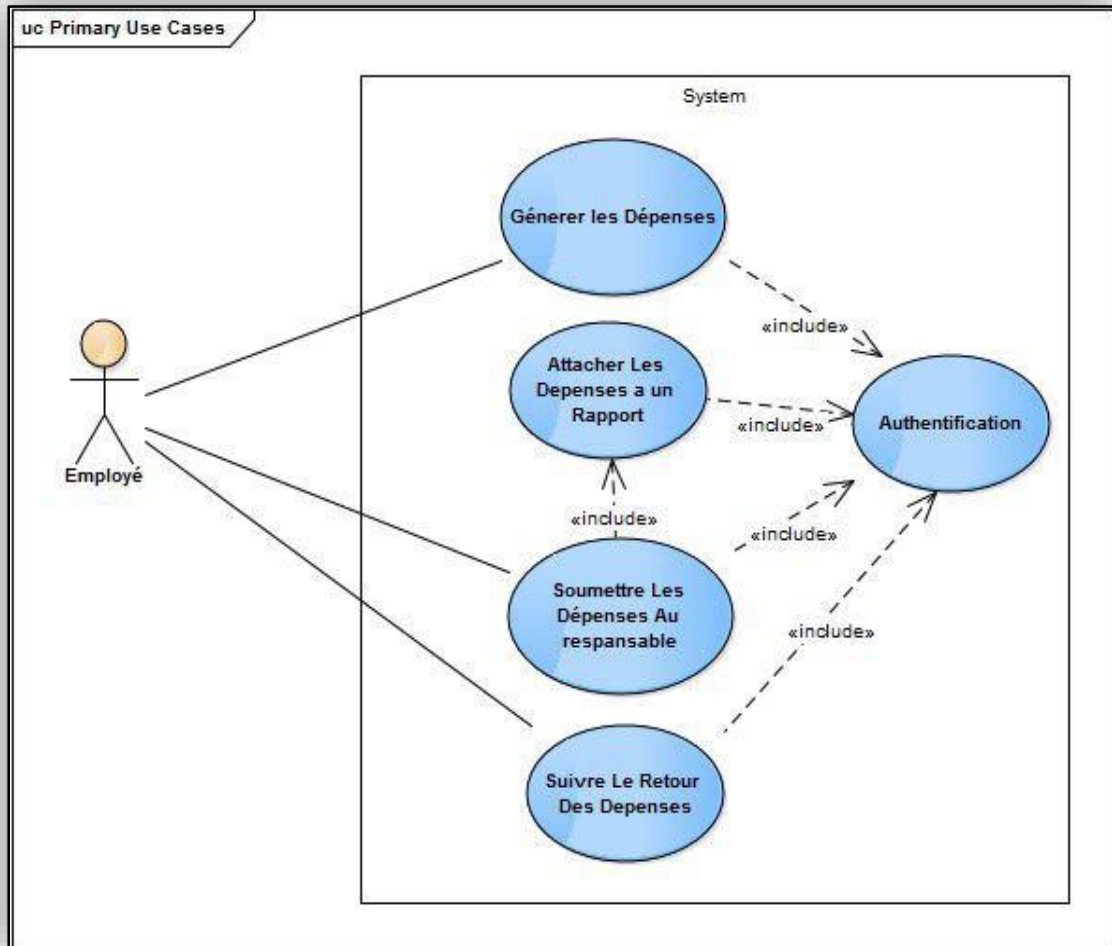 uc Primary Use Cases
System
Génerer les Dépenses
«include»
Attacher Les
Depenses a un
Rapport
«include»
Authentification
Employé
«include»
«include»
Soumettre Les
Dépenses Au
respansable
«include»
Suivre Le Retour
Des Depenses